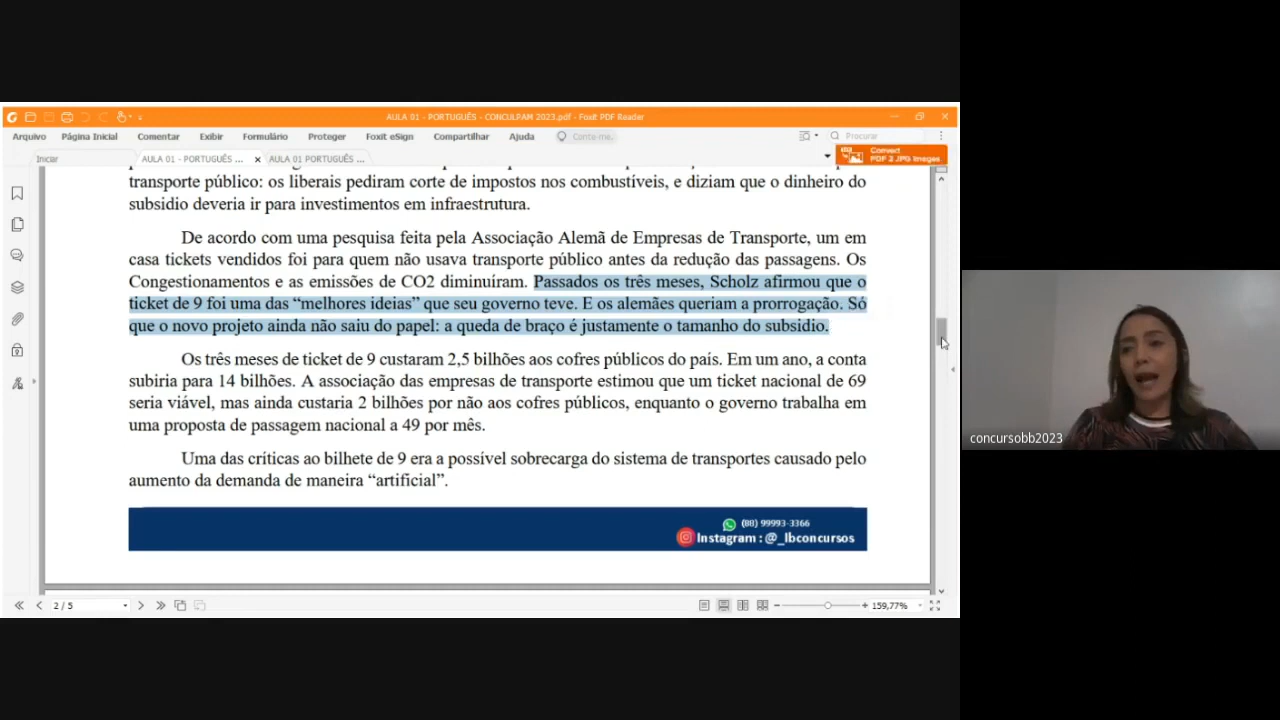 AULA 01 - PORTUGUÊS - CONCULPAM 2023.pdf - Foxit PDF Reader
Arquivo Página Inicial Comentar Exibir Formulário Proteger Foxit eSign Compartilhar Ajuda Conte-me. Procurar
Iniciar AULA 01 - PORTUGUÊS ... AULA 01 PORTUGUÊS ... Convert
PDF 2 JPG Images
transporte público: os liberais pediram corte de impostos nos combustíveis, e diziam que o dinheiro do
subsidio deveria ir para investimentos em infraestrutura.
De acordo com uma pesquisa feita pela Associação Alemã de Empresas de Transporte, um em
casa tickets vendidos foi para quem não usava transporte público antes da redução das passagens. Os
Congestionamentos e as emissões de CO2 diminuíram. Passados os três meses, Scholz afirmou que o
ticket de 9 foi uma das “melhores ideias” que seu governo teve. E os alemães queriam a prorrogação. Só
que o novo projeto ainda não saiu do papel: a queda de braço é justamente o tamanho do subsidio.
Os três meses de ticket de 9 custaram 2,5 bilhões aos cofres públicos do país. Em um ano, a conta
subiria para 14 bilhões. A associação das empresas de transporte estimou que um ticket nacional de 69
seria viável, mas ainda custaria 2 bilhões por não aos cofres públicos, enquanto o governo trabalha em
uma proposta de passagem nacional a 49 por mês.
Uma das críticas ao bilhete de 9 era a possível sobrecarga do sistema de transportes causado pelo
aumento da demanda de maneira “artificial”.
(88) 99993-3366
Instagram : @_lbconcursos
2 / 5 159,77%
concursobb2023